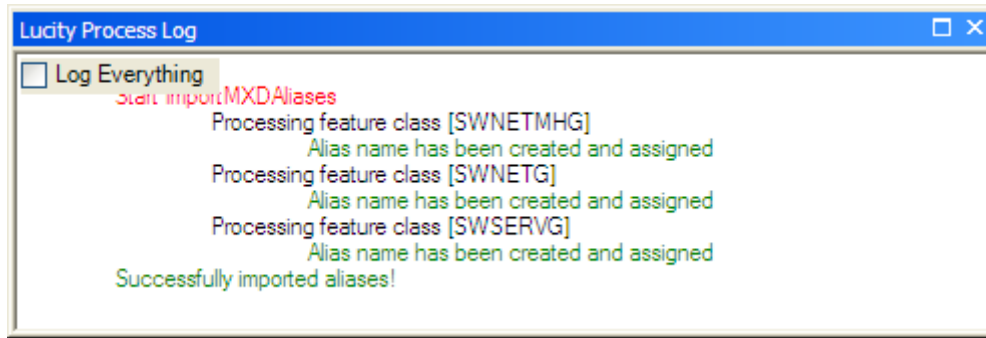 Lucity Process Log
Log Everything
Start ImportMXDAliases
Processing feature class [SWNETMHG]
Alias name has been created and assigned
Processing feature class [SWNETG]
Alias name has been created and assigned
Processing feature class [SWSERVG]
Alias name has been created and assigned
Successfully imported aliases!